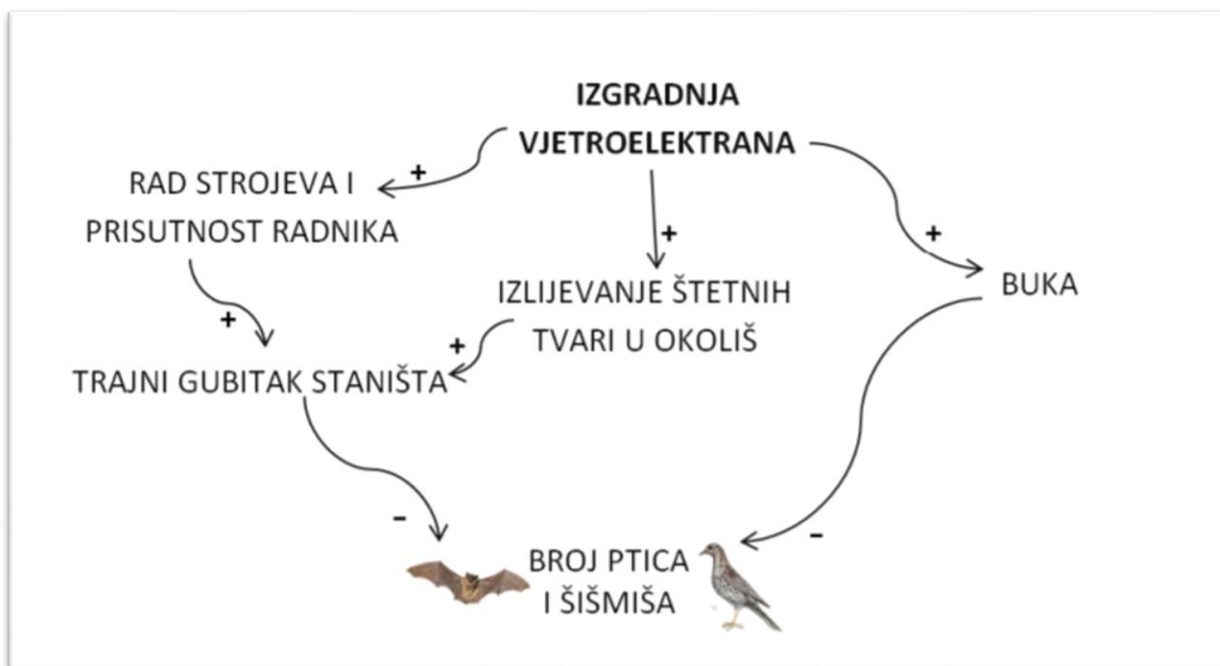 IZGRADNJA
VJETROELEKTRANA
+
RAD STROJEVA I
PRISUTNOST RADNIKA
+
+
IZLIJEVANJE ŠTETNIH
TVARI U OKOLIŠ
BUKA
+
+
TRAJNI GUBITAK STANIŠTA
-
-
BROJ PTICA
I ŠIŠMIŠA